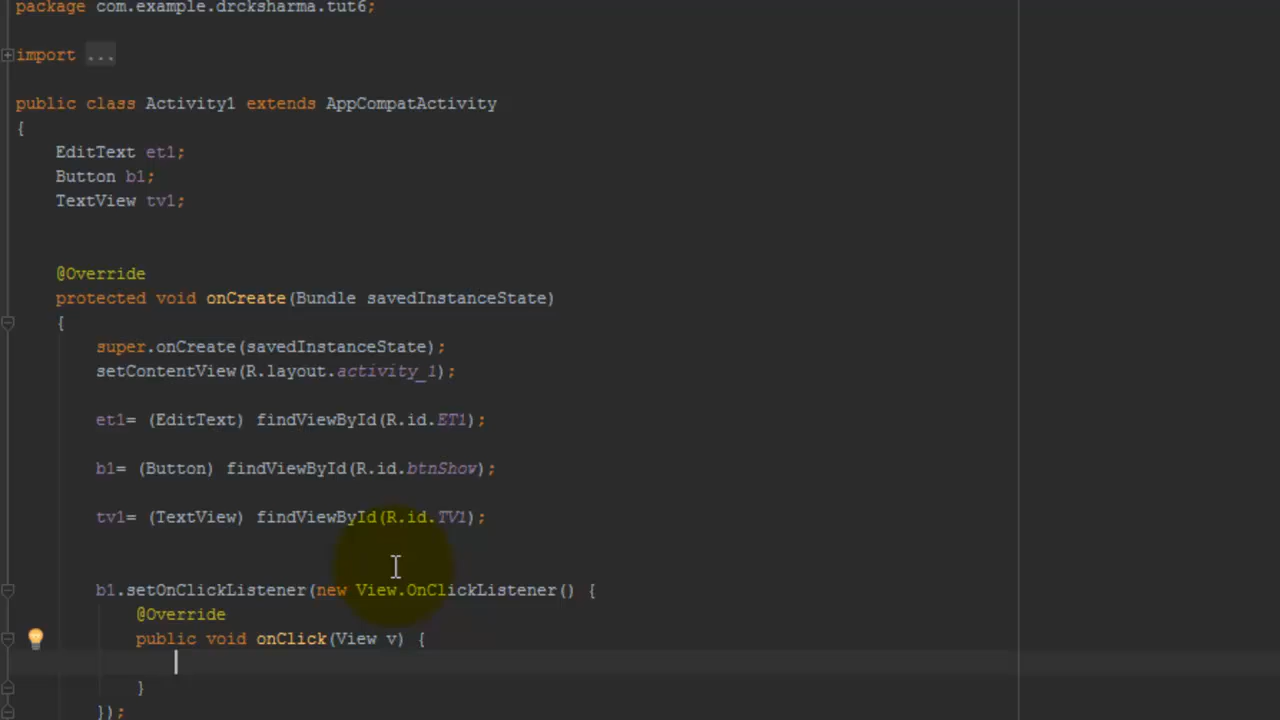 package com.example.drcksharma.tut6;
import ...
public class Activity1 extends AppCompatActivity
{
EditText et1;
Button b1;
TextView tv1;
@Override
protected void onCreate(Bundle savedInstanceState)
{
super.onCreate(savedInstanceState);
setContentView(R.layout.activity_1);
et1= (EditText) findViewById(R.id.ET1);
b1= (Button) findViewById(R.id.btnShow);
tv1= (TextView) findViewById(R.id.TV1);
b1.setOnClickListener(new View.OnClickListener() {
@Override
public void onClick(View v) {
}
});